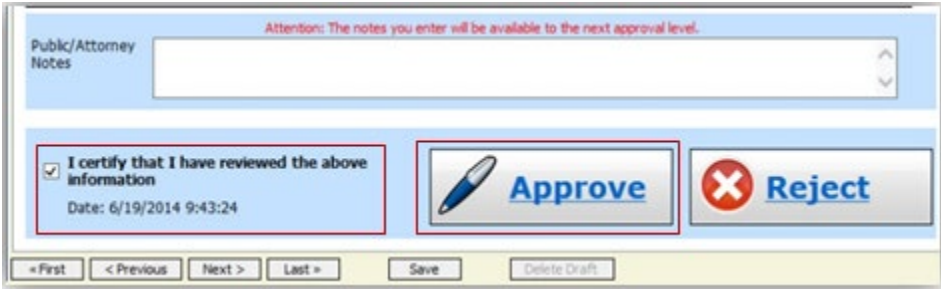 Attention: The notes you enter will be available to the next approval level.
Public/Attorney
Notes
I certify that I have reviewed the above
information
Date: 6/19/2014 9:43:24
Approve
Reject
« First
< Previous
Next >
Last »
Save
Delete Draft